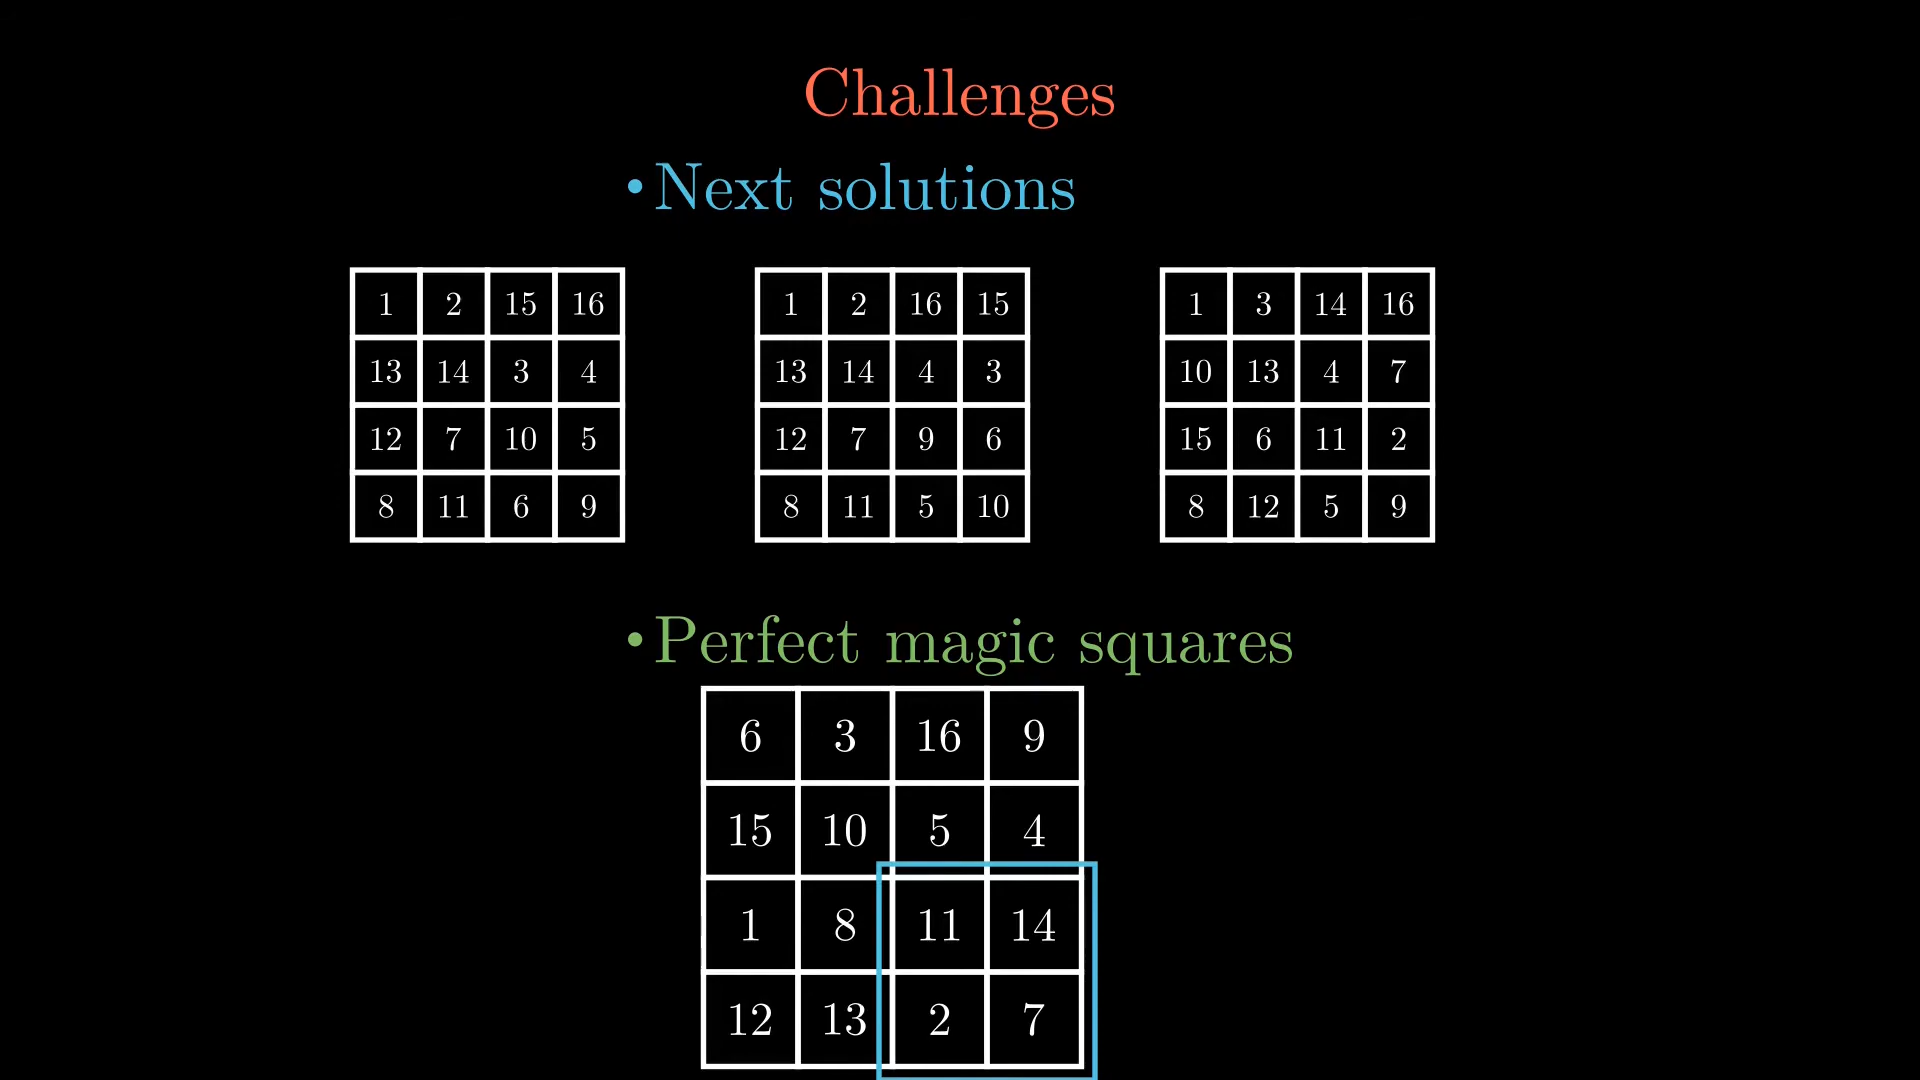 Challenges
•Next solutions
1 2 15 16 1 2 16 15 1 3 14 16
13 14 3 4 13 14 4 3 10 13 4 7
12 7 10 5 12 7 9 6 15 6 11 2
8 11 6 9 8 11 5 10 8 12 5 9
•Perfect magic squares
6 3 16 9
15 10 5 4
1 8 11 14
12 13 2 7